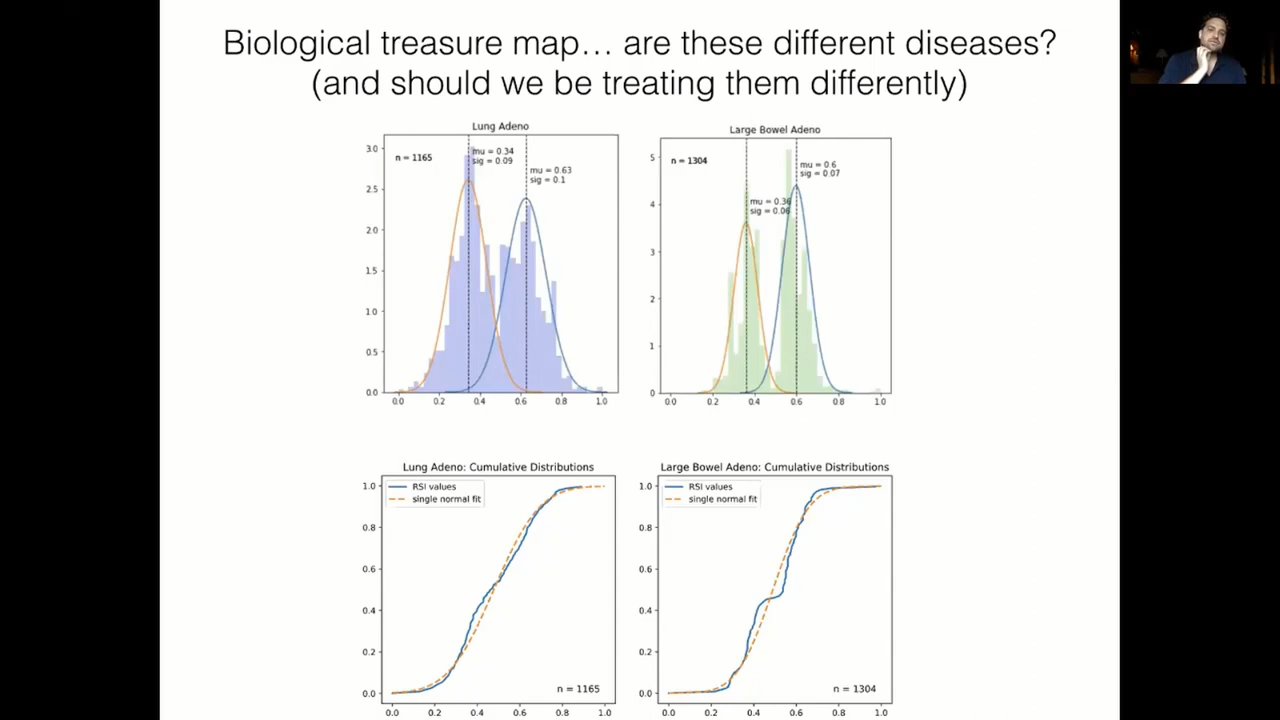 Biological treasure map... are these different diseases?
(and should we be treating them differently)
Lung Adeno
n = 1165
mu = 0.34
sig = 0.09
mu = 0.63
sig = 0.1
3.0
2.5
2.0
1.5
1.0
0.5
0.0
0.0 0.2 0.4 0.6 0.8 1.0
Large Bowel Adeno
n = 1304
mu = 0.6
sig = 0.07
mu = 0.36
sig = 0.06
5
4
3
2
1
0
0.0 0.2 0.4 0.6 0.8 1.0
Lung Adeno: Cumulative Distributions
RSI values
single normal fit
1.0
0.8
0.6
0.4
0.2
0.0
n = 1165
0.0 0.2 0.4 0.6 0.8 1.0
Large Bowel Adeno: Cumulative Distributions
RSI values
single normal fit
1.0
0.8
0.6
0.4
0.2
0.0
n = 1304
0.0 0.2 0.4 0.6 0.8 1.0